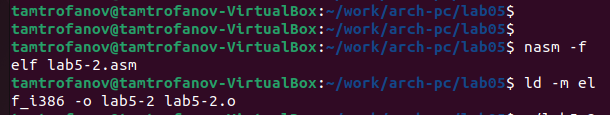 tamtrofanov@tamtrofanov-VirtualBox:~/work/arch-pc/lab05$
tamtrofanov@tamtrofanov-VirtualBox:~/work/arch-pc/lab05$
tamtrofanov@tamtrofanov-VirtualBox:~/work/arch-pc/lab05$ nasm -f
elf lab5-2.asm
tamtrofanov@tamtrofanov-VirtualBox:~/work/arch-pc/lab05$ ld -m el
f_i386 -o lab5-2 lab5-2.o